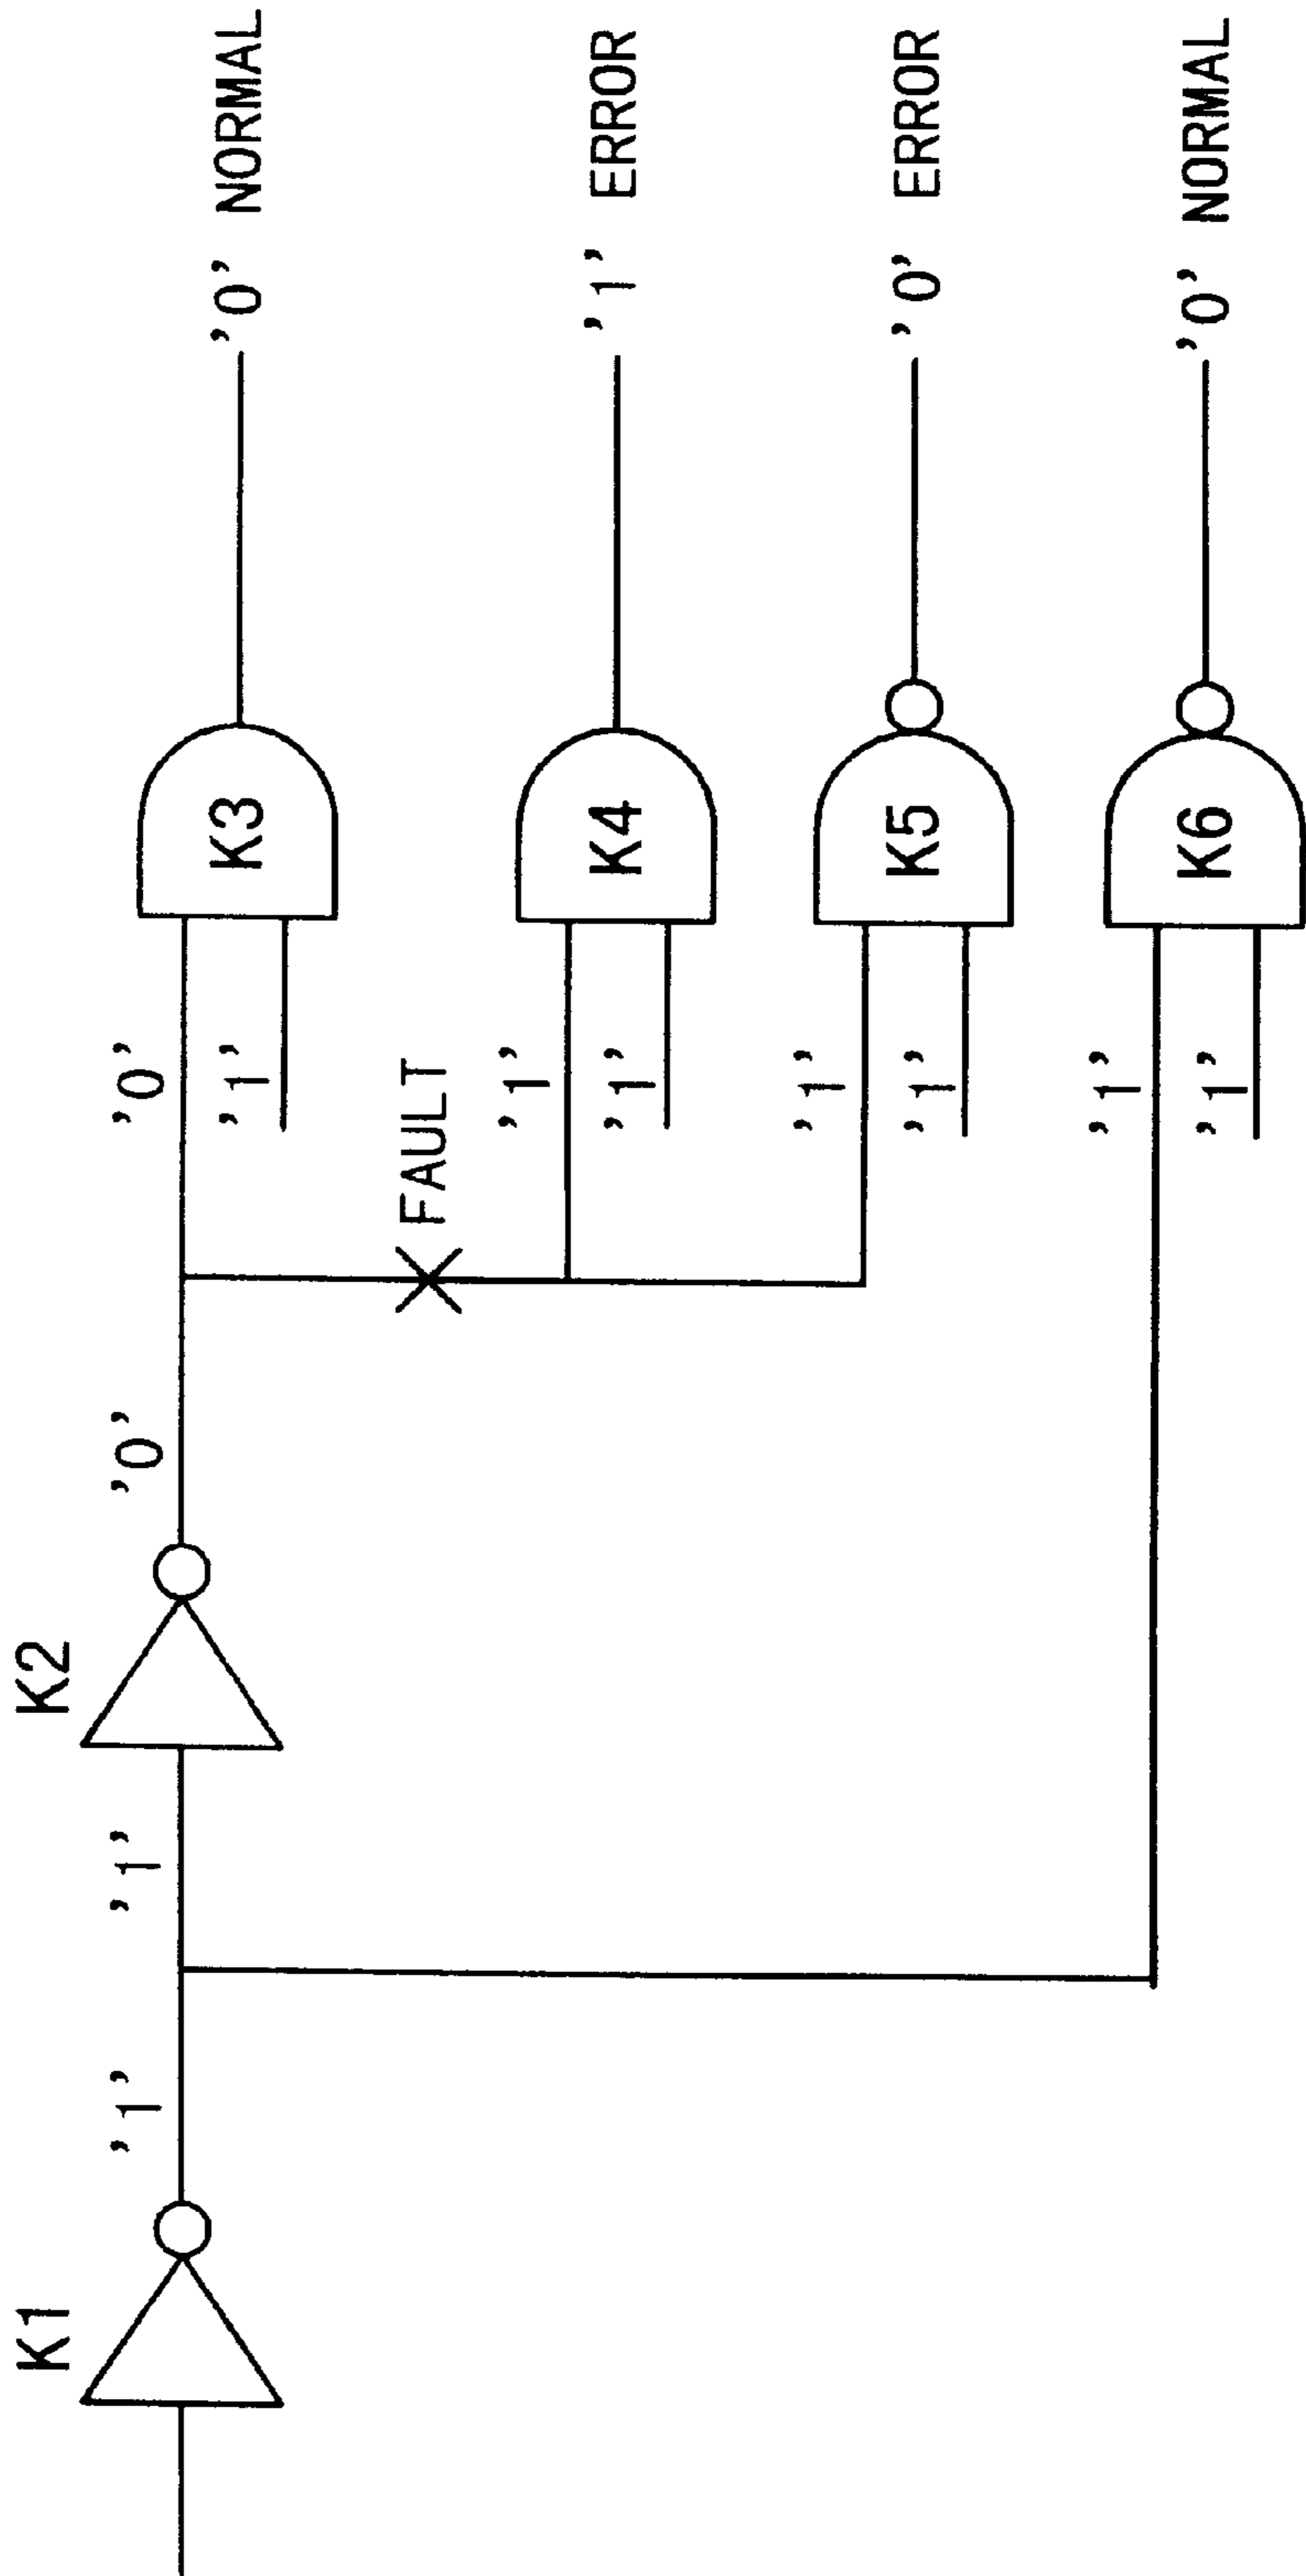 K1
'1'
'1'
K2
'0'
'0'
'1'
K3
'0' NORMAL
FAULT
'1'
'1'
K4
'1' ERROR
'1'
'1'
K5
'0' ERROR
'1'
'1'
K6
'0' NORMAL